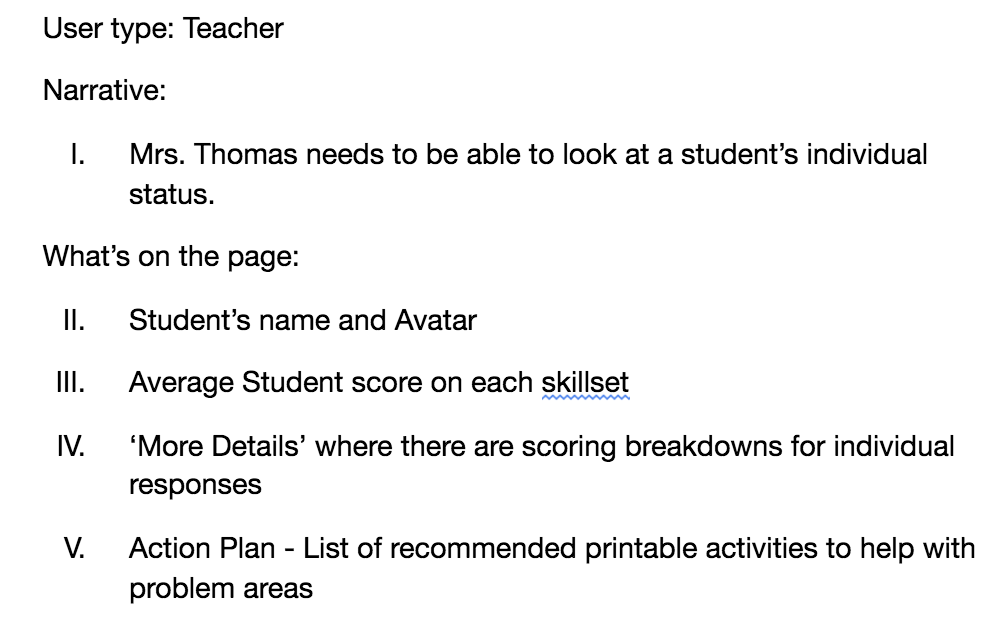 User type: Teacher
Narrative:
I. Mrs. Thomas needs to be able to look at a student’s individual
status.
What’s on the page:
II. Student’s name and Avatar
III. Average Student score on each skillset
IV. ‘More Details’ where there are scoring breakdowns for individual
responses
V. Action Plan - List of recommended printable activities to help with
problem areas